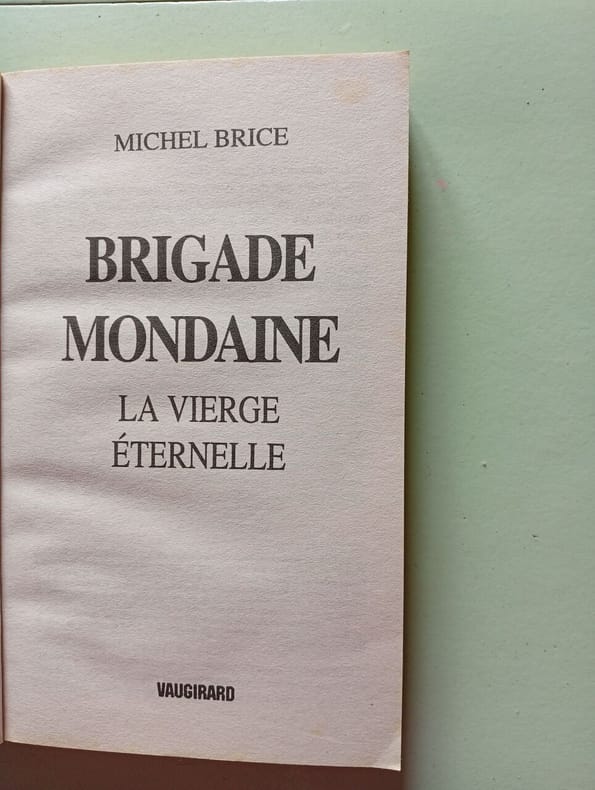 MICHEL BRICE
BRIGADE
MONDAINE
LA VIERGE
ÉTERNELLE
VAUGIRARD